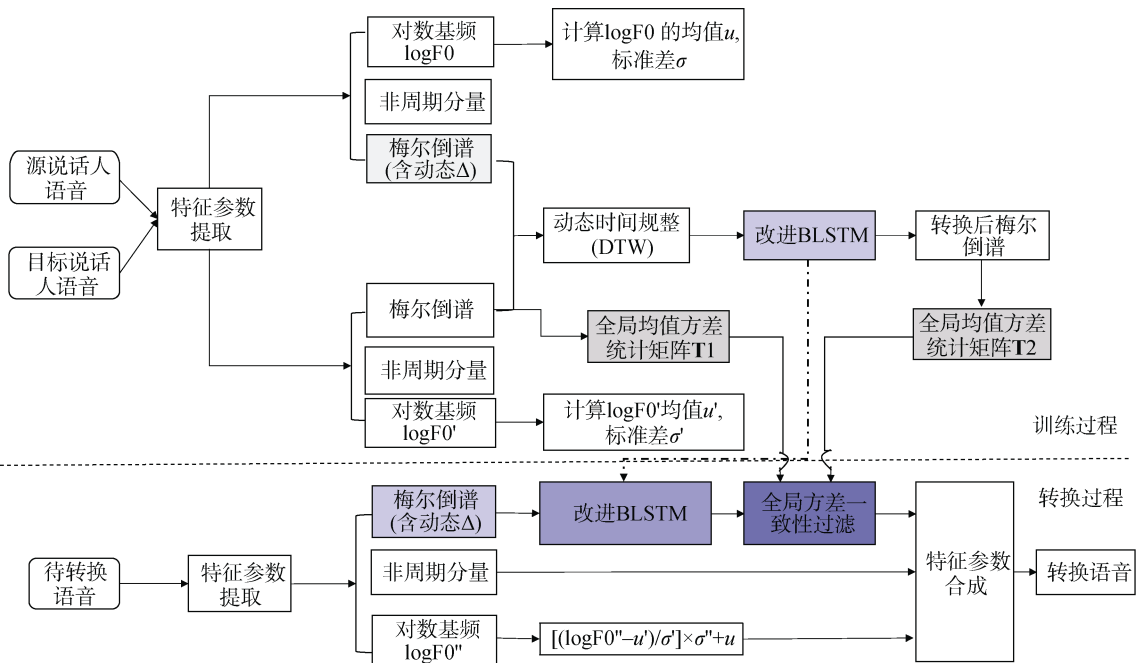 对数基频
logF0
计算logF0 的均值u,
标准差σ
非周期分量
梅尔倒谱
(含动态Δ)
源说话人
语音
特征参数
提取
目标说话
人语音
动态时间规整
(DTW)
改进BLSTM
转换后梅尔
倒谱
梅尔倒谱
全局均值方差
统计矩阵T1
全局均值方差
统计矩阵T2
非周期分量
对数基频
logF0'
计算logF0'均值u',
标准差σ'
训练过程
转换过程
梅尔倒谱
(含动态Δ)
改进BLSTM
全局方差一
致性过滤
待转换
语音
特征参数
提取
非周期分量
特征参数
合成
转换语音
对数基频
logF0"
[(logF0"–u')/σ']×σ"+u